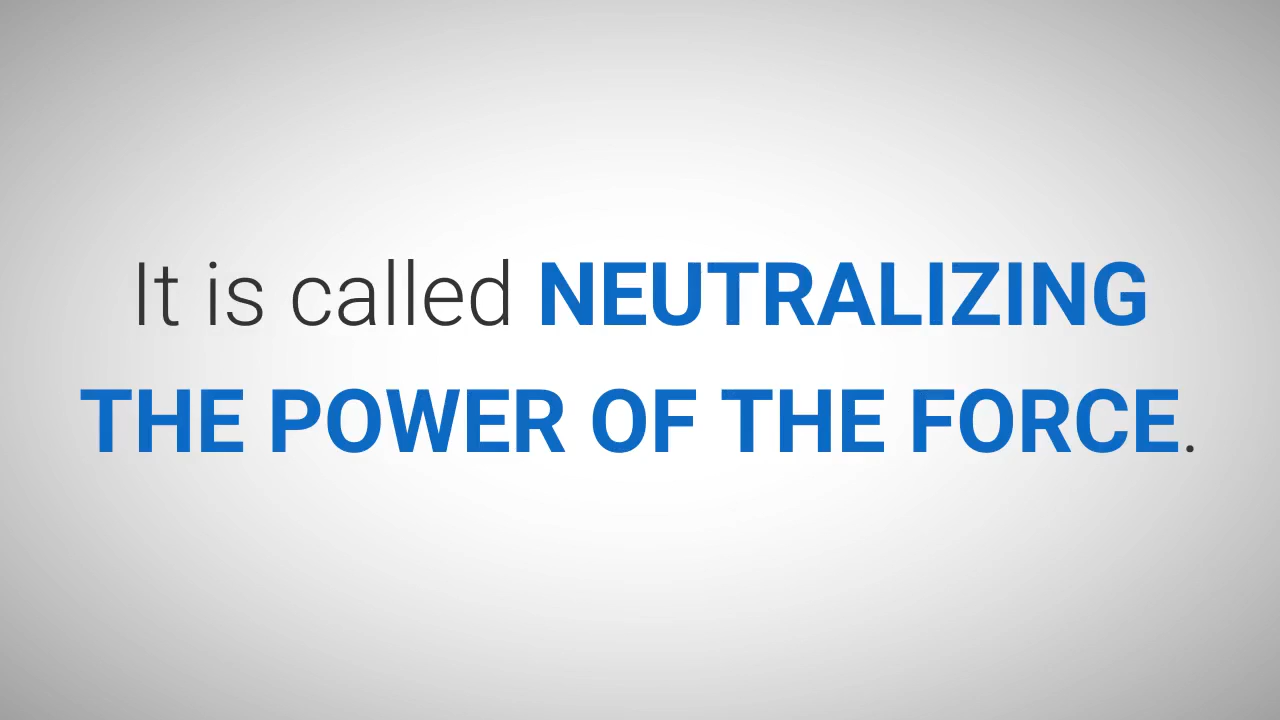 It is called NEUTRALIZING
THE POWER OF THE FORCE.